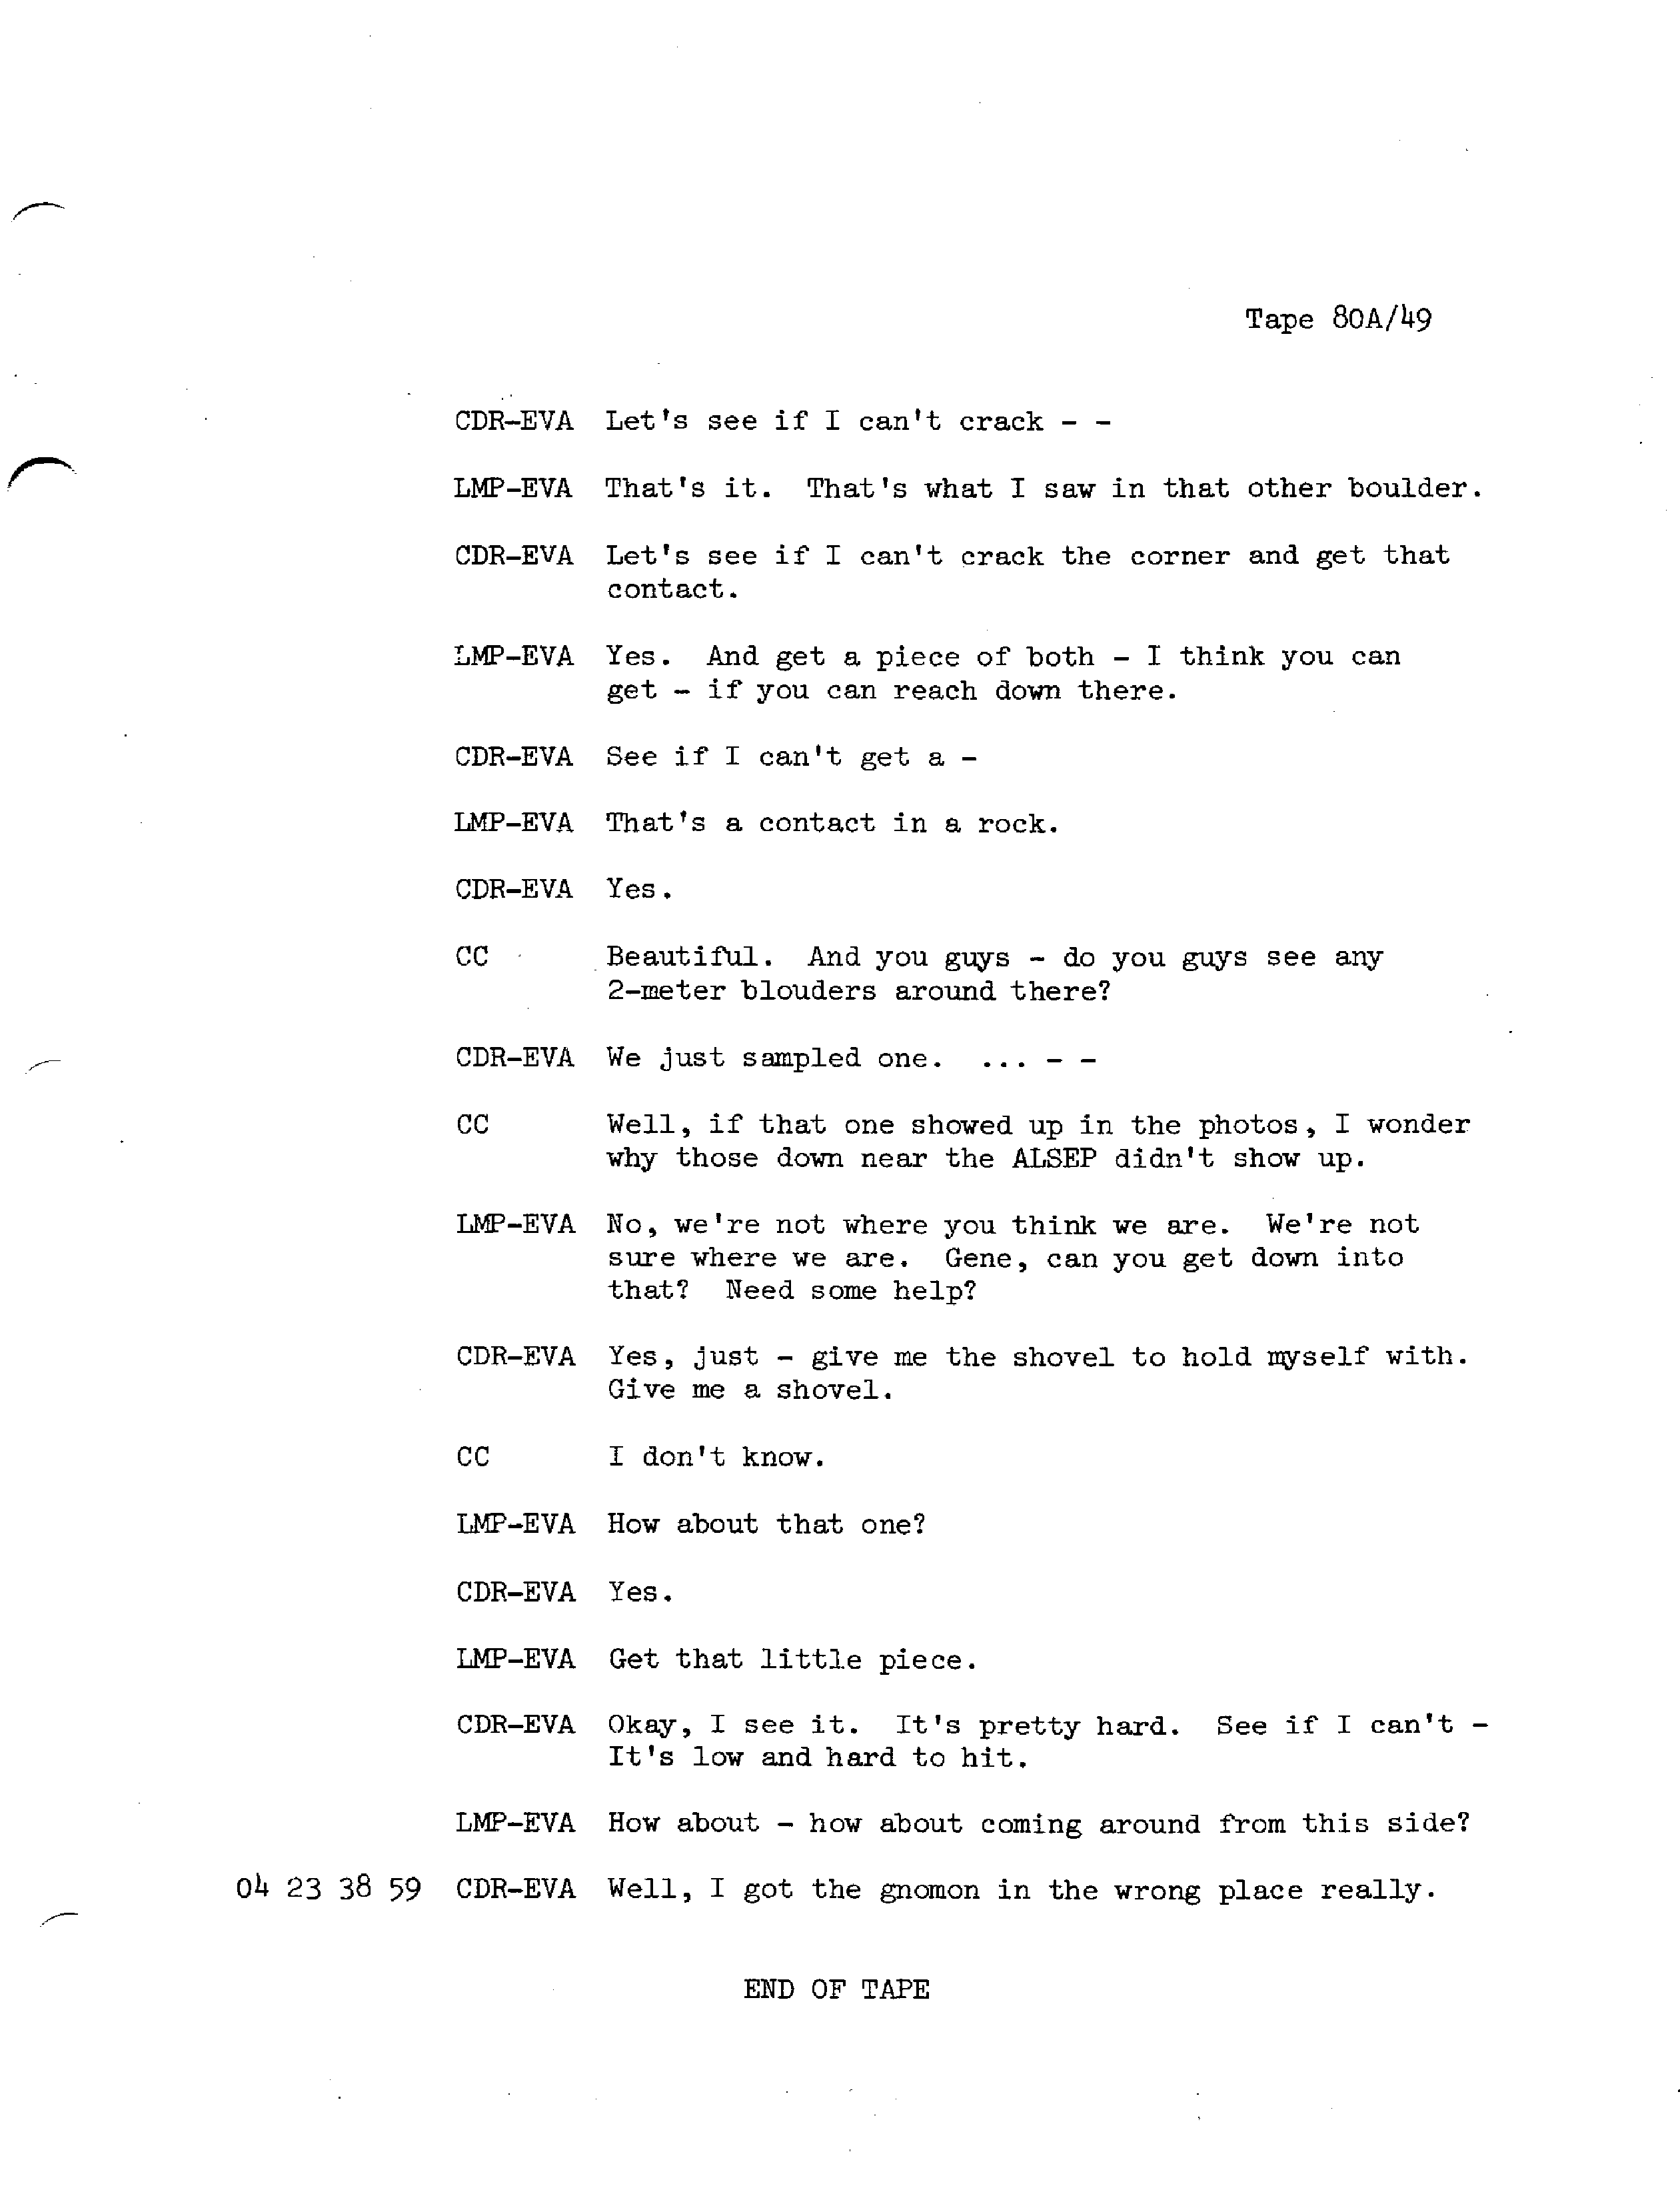 Tape 80A/49
CDR-EVA Let's see if I can't crack - -
LMP-EVA That's it. That's what I saw in that other boulder.
CDR-EVA Let's see if I can't crack the corner and get that
contact.
LMP-EVA Yes. And get a piece of both - I think you can
get - if you can reach down there.
CDR-EVA See if I can't get a -
LMP-EVA That's a contact in a rock.
CDR-EVA Yes.
CC Beautiful. And you guys - do you guys see any
2-meter blouders around there?
CDR-EVA We just sampled one. ... - -
CC Well, if that one showed up in the photos, I wonder
why those down near the ALSEP didn't show up.
LMP-EVA No, we're not where you think we are. We're not
sure where we are. Gene, can you get down into
that? Need some help?
CDR-EVA Yes, just - give me the shovel to hold myself with.
Give me a shovel.
CC I don't know.
LMP-EVA How about that one?
CDR-EVA Yes.
LMP-EVA Get that little piece.
CDR-EVA Okay, I see it. It's pretty hard. See if I can't -
It's low and hard to hit.
LMP-EVA How about - how about coming around from this side?
04 23 38 59 CDR-EVA Well, I got the gnomon in the wrong place really.
END OF TAPE